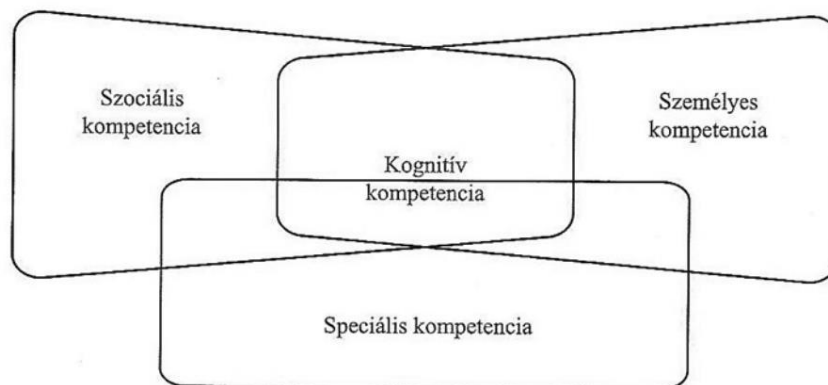 Szociális
kompetencia
Személyes
kompetencia
Kognitív
kompetencia
Speciális kompetencia